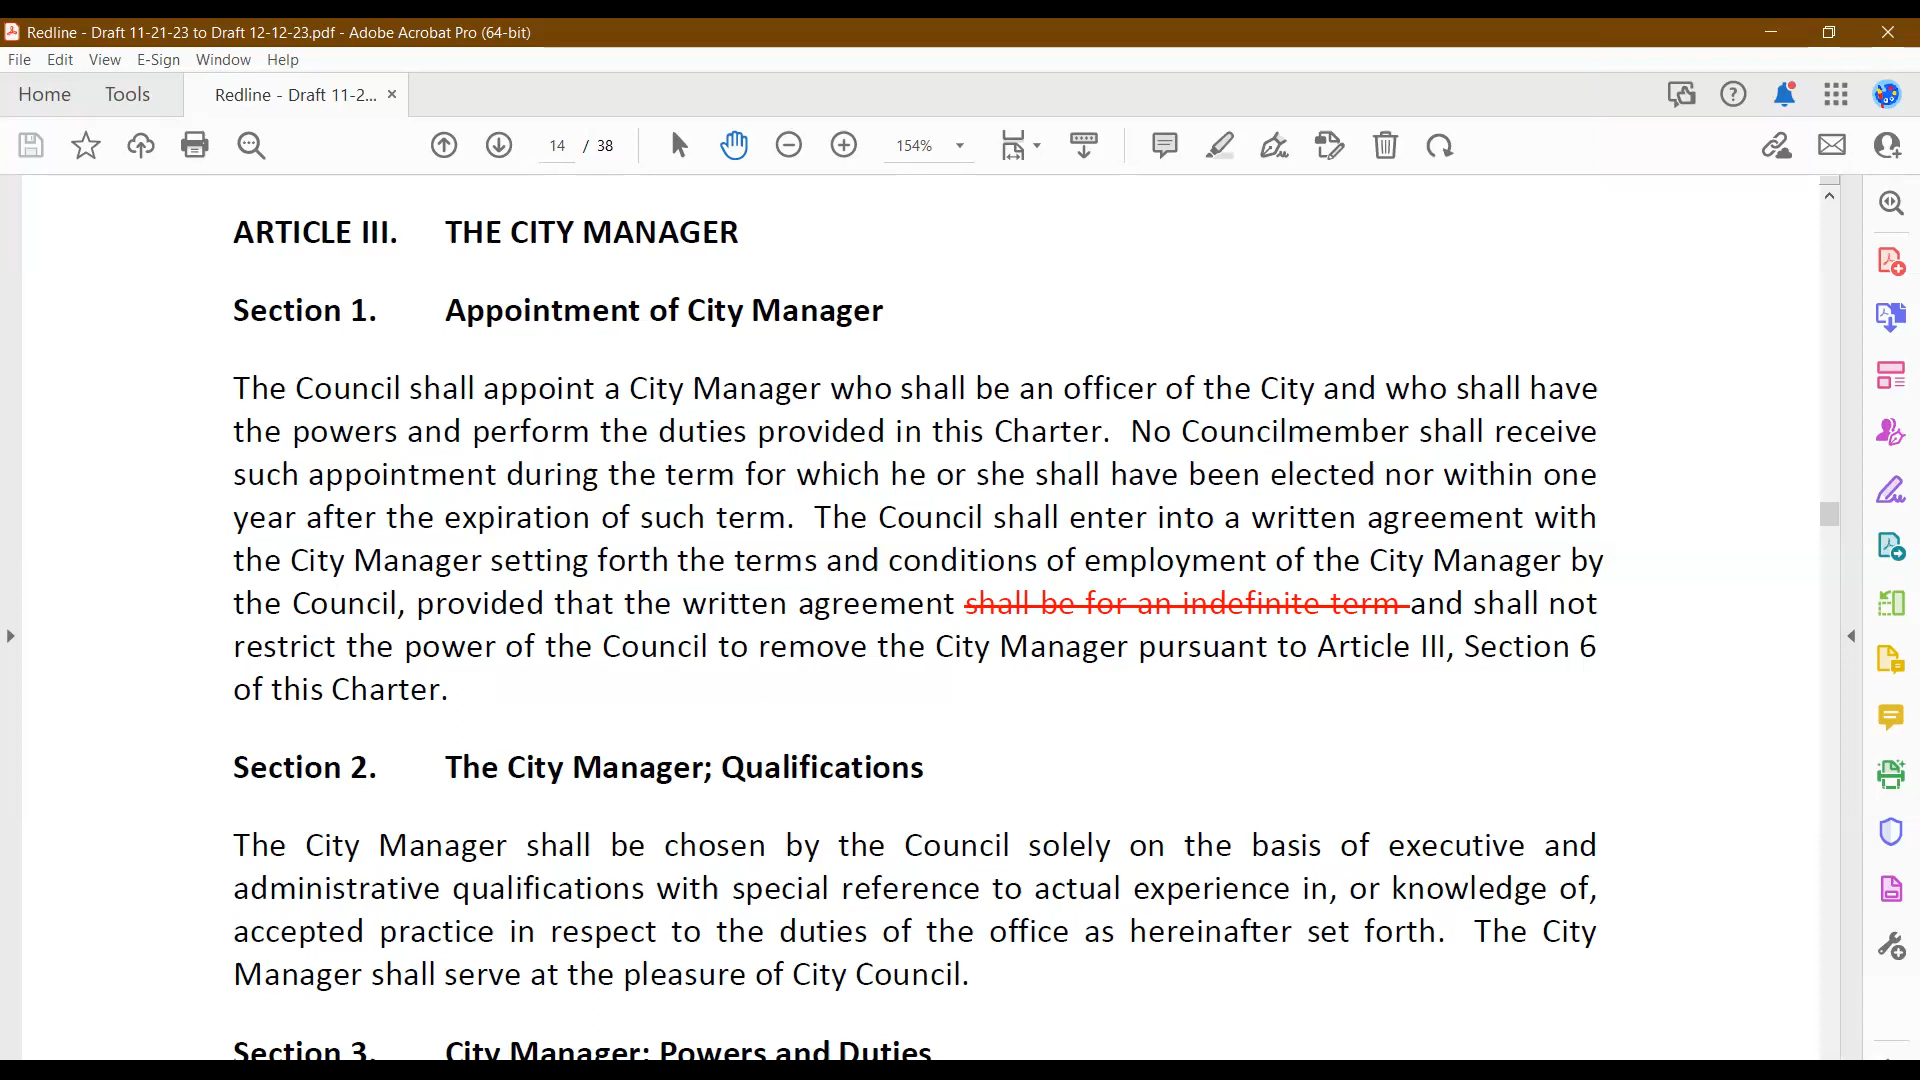 Redline - Draft 11-21-23 to Draft 12-12-23.pdf - Adobe Acrobat Pro (64-bit)
File Edit View E-Sign Window Help
Home Tools Redline - Draft 11-2... ×
14 / 38 154%
ARTICLE III. THE CITY MANAGER
Section 1. Appointment of City Manager
The Council shall appoint a City Manager who shall be an officer of the City and who shall have
the powers and perform the duties provided in this Charter. No Councilmember shall receive
such appointment during the term for which he or she shall have been elected nor within one
year after the expiration of such term. The Council shall enter into a written agreement with
the City Manager setting forth the terms and conditions of employment of the City Manager by
the Council, provided that the written agreement shall be for an indefinite term and shall not
restrict the power of the Council to remove the City Manager pursuant to Article III, Section 6
of this Charter.
Section 2. The City Manager; Qualifications
The City Manager shall be chosen by the Council solely on the basis of executive and
administrative qualifications with special reference to actual experience in, or knowledge of,
accepted practice in respect to the duties of the office as hereinafter set forth. The City
Manager shall serve at the pleasure of City Council.
Section 3. City Manager; Powers and Duties